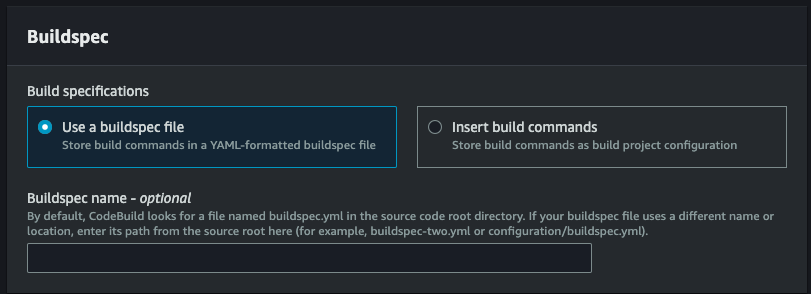 Buildspec
Build specifications
Use a buildspec file
Store build commands in a YAML-formatted buildspec file
Insert build commands
Store build commands as build project configuration
Buildspec name - optional
By default, CodeBuild looks for a file named buildspec.yml in the source code root directory. If your buildspec file uses a different name or
location, enter its path from the source root here (for example, buildspec-two.yml or configuration/buildspec.yml).